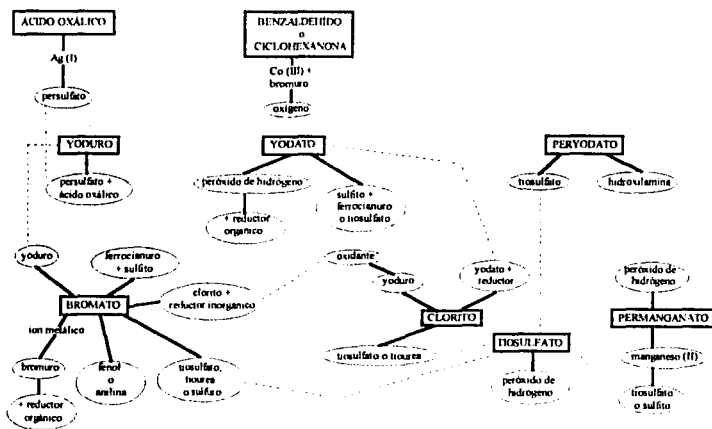 ÁCIDO OXÁLICO
Ag (I)
persulfato
BENZALDEHÍDO
o
CICLOHEXANONA
Co (III) +
bromuro
oxígeno
YODURO
persulfato +
ácido oxálico
YODATO
peróxido de hidrógeno
+ reductor
orgánico
sulfito +
ferrocianuro
o tiosulfato
PERYODATO
tiosulfato
hidroxilamina
yoduro
ferrocianuro
+ sulfito
clorito +
reductor inorgánico
BROMATO
ion metálico
bromuro
+ reductor
orgánico
fenol
o
anilina
tiosulfato,
tiourea
o sulfuro
oxidante
yoduro
yodato +
reductor
CLORITO
tiosulfato o tiourea
TIOSULFATO
peróxido de
hidrógeno
peróxido de
hidrógeno
PERMANGANATO
manganeso (II)
tiosulfato
o sulfito